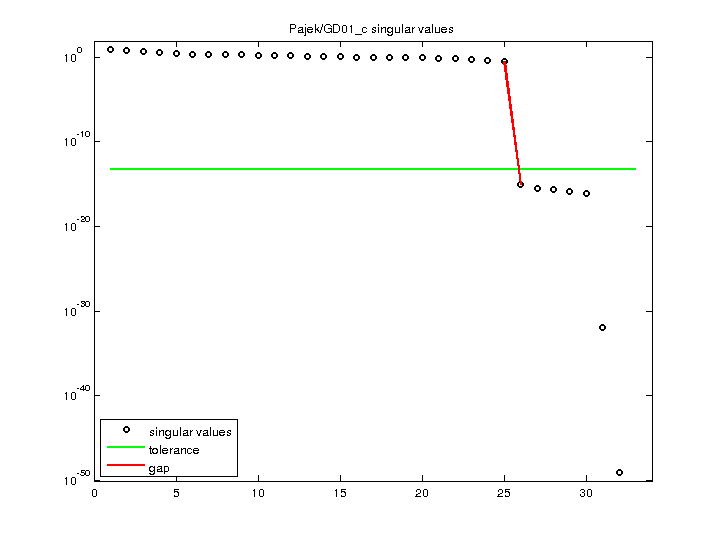 Pajek/GD01_c singular values
10^0
10^-10
10^-20
10^-30
10^-40
10^-50
0 5 10 15 20 25 30
singular values
tolerance
gap